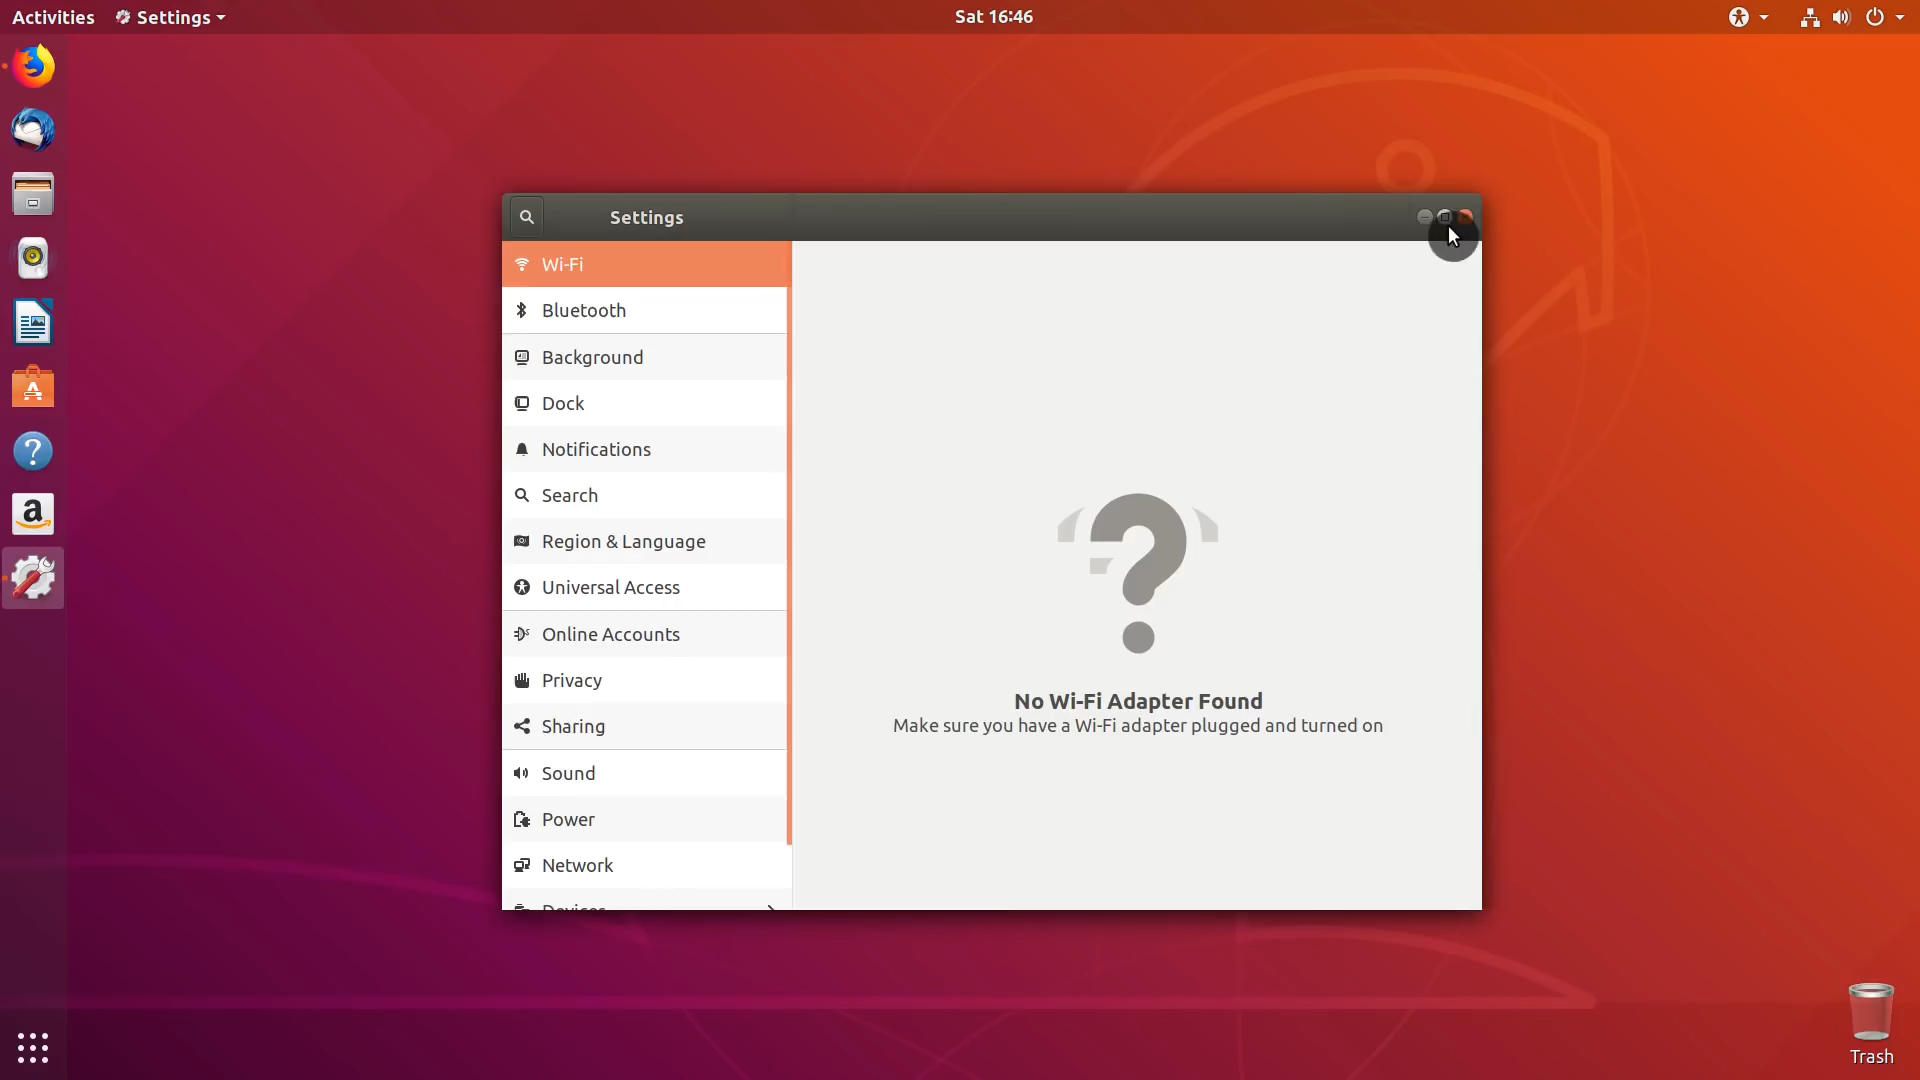 Activities Settings Sat 16:46
Settings
Wi-Fi
Bluetooth
Background
Dock
Notifications
Search
Region & Language
Universal Access
Online Accounts
Privacy
Sharing
Sound
Power
Network
Devices
No Wi-Fi Adapter Found
Make sure you have a Wi-Fi adapter plugged and turned on
Trash